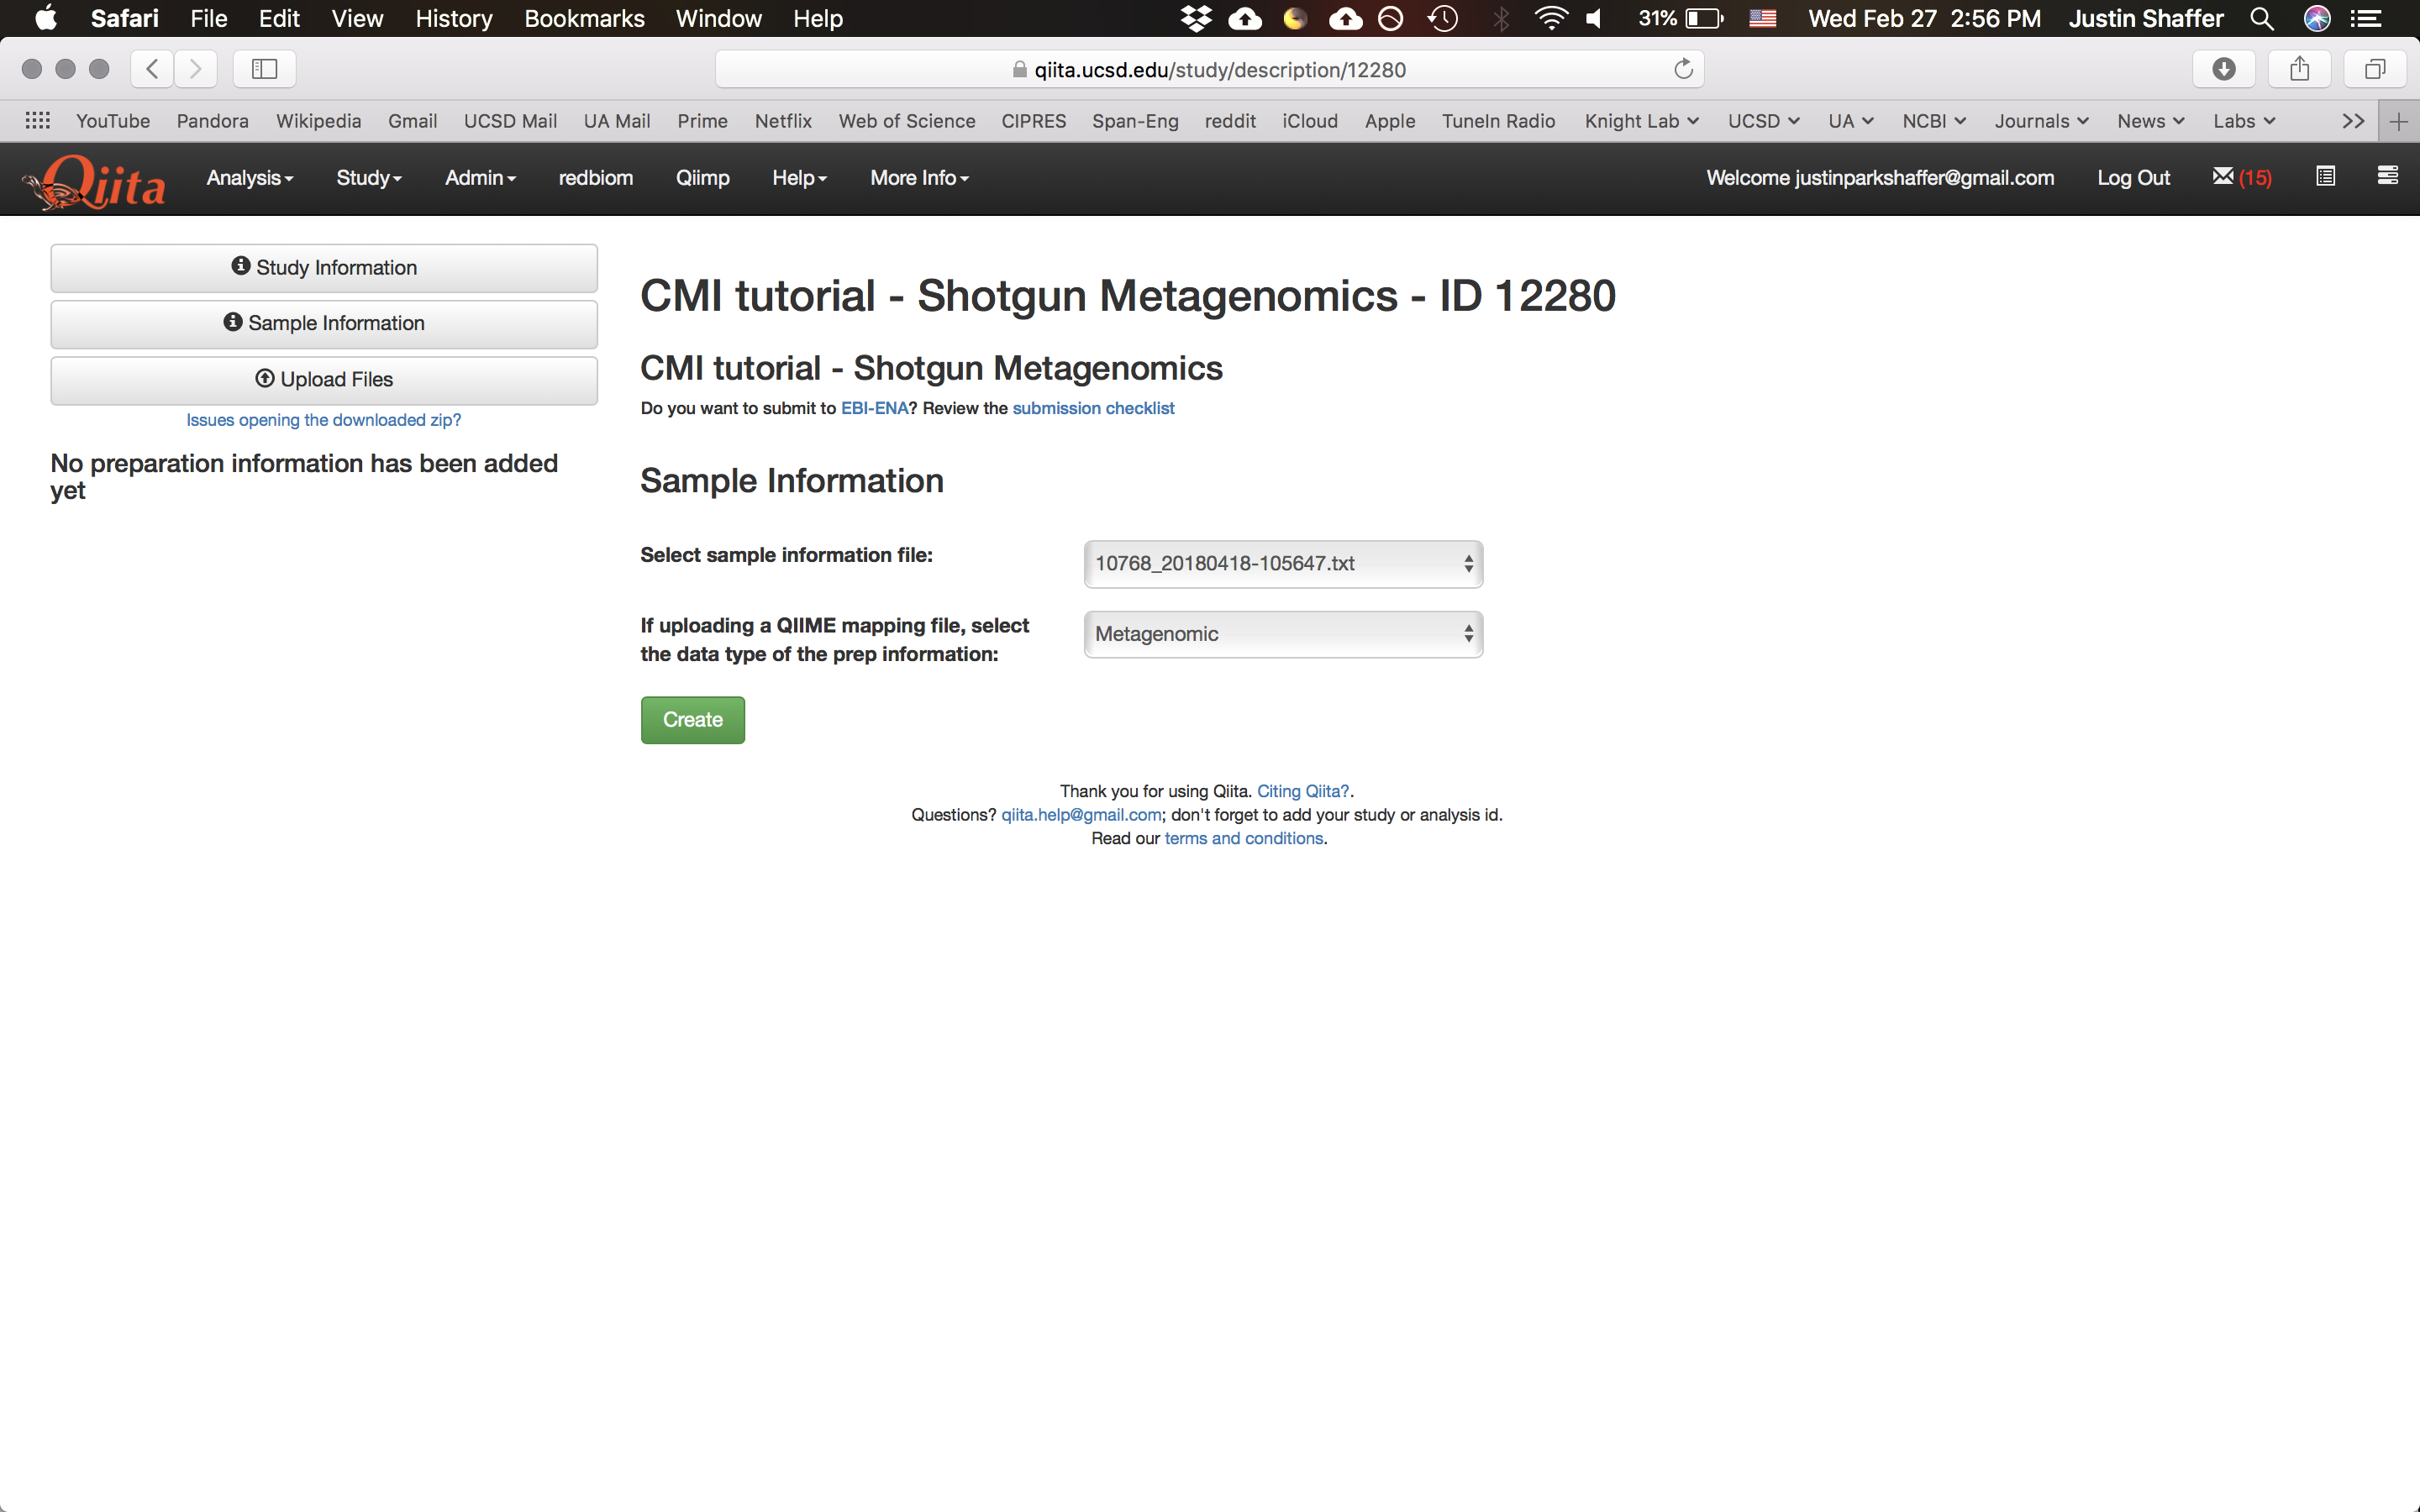 Safari File Edit View History Bookmarks Window Help 31% Wed Feb 27 2:56 PM Justin Shaffer
qiita.ucsd.edu/study/description/12280
YouTube Pandora Wikipedia Gmail UCSD Mail UA Mail Prime Netflix Web of Science CIPRES Span-Eng reddit iCloud Apple TuneIn Radio Knight Lab UCSD UA NCBI Journals News Labs
Qiita Analysis Study Admin redbiom Qiimp Help More Info Welcome justinparkshaffer@gmail.com Log Out (15)
Study Information
Sample Information
Upload Files
Issues opening the downloaded zip?
No preparation information has been added
yet
CMI tutorial - Shotgun Metagenomics - ID 12280
CMI tutorial - Shotgun Metagenomics
Do you want to submit to EBI-ENA? Review the submission checklist
Sample Information
Select sample information file: 10768_20180418-105647.txt
If uploading a QIIME mapping file, select
the data type of the prep information: Metagenomic
Create
Thank you for using Qiita. Citing Qiita?.
Questions? qiita.help@gmail.com; don't forget to add your study or analysis id.
Read our terms and conditions.